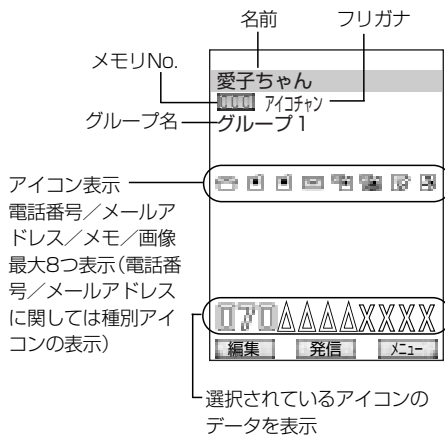 名前
フリガナ
メモリNo.
愛子ちゃん
000 アイコチャン
グループ名
グループ1
アイコン表示
電話番号／メールア
ドレス／メモ／画像
最大8つ表示（電話番
号／メールアドレス
に関しては種別アイ
コンの表示）
070△△△△XXXX
編集 発信 メニュー
選択されているアイコンの
データを表示